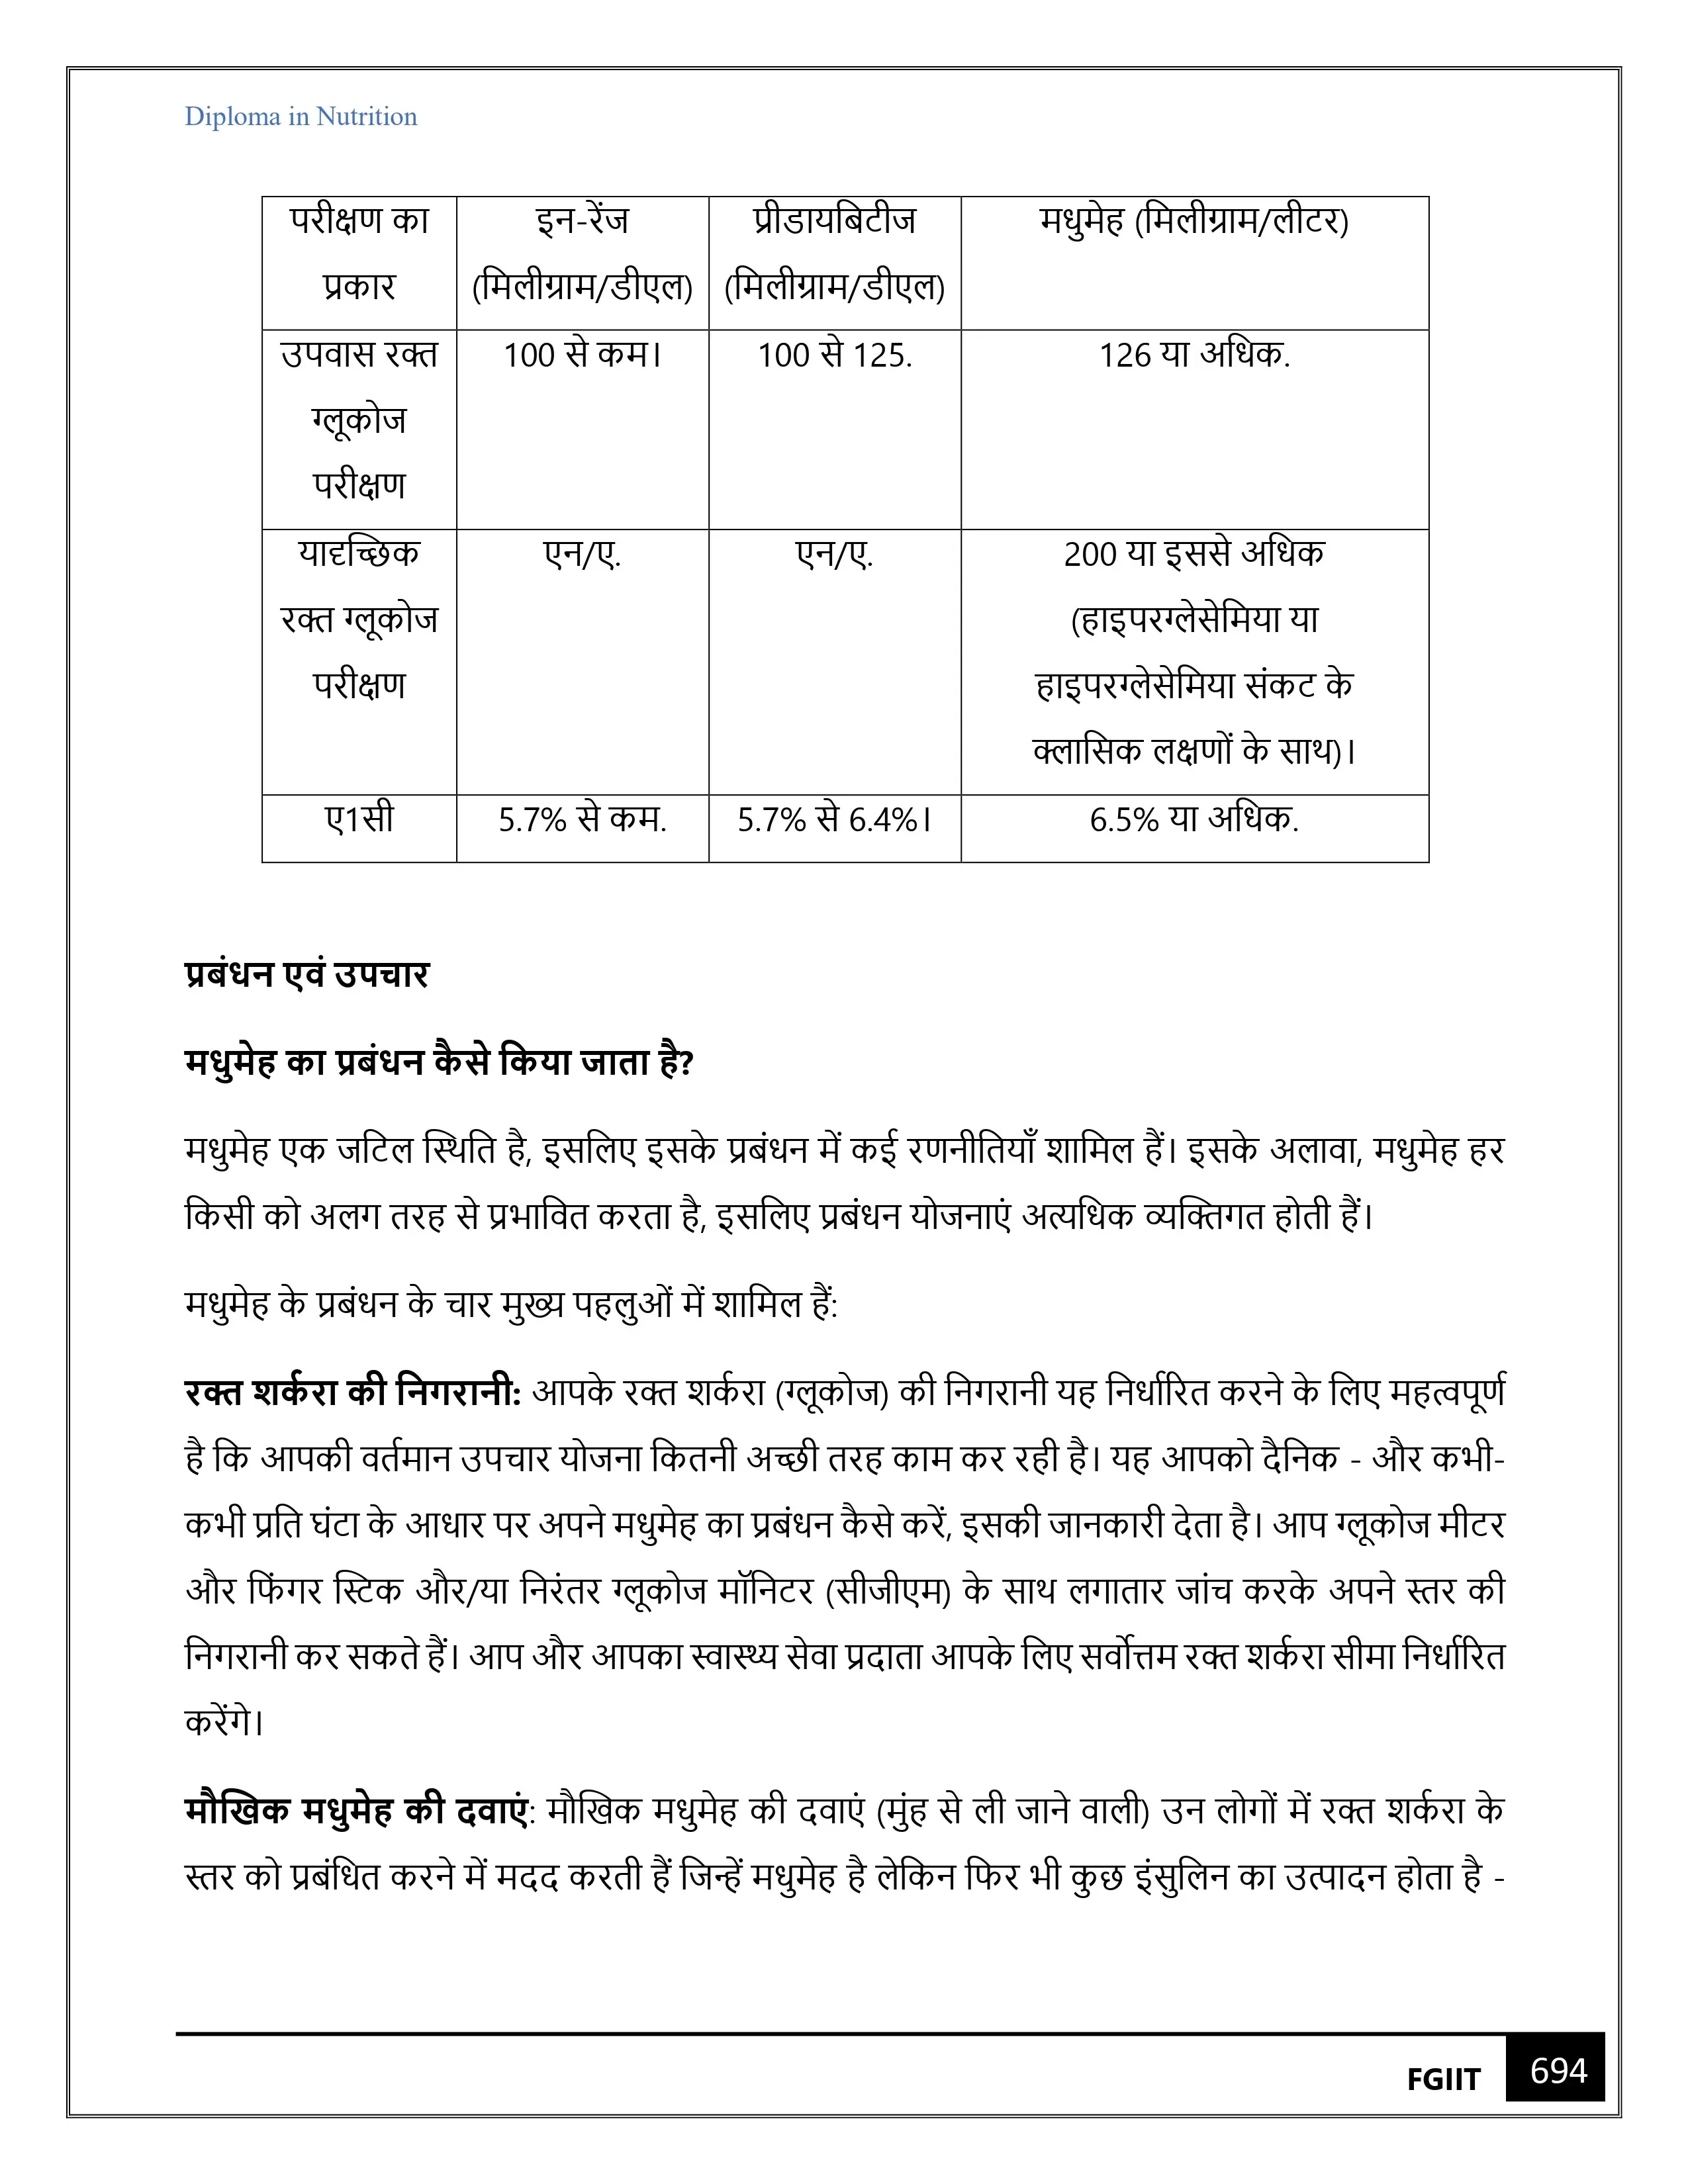 Diploma in Nutrition
परीक्षण का
प्रकार
इन-रेंज
(मिलीग्राम/डीएल)
प्रीडायबिटीज
(मिलीग्राम/डीएल)
मधुमेह (मिलीग्राम/लीटर)
उपवास रक्त
ग्लूकोज
परीक्षण
100 से कम।
100 से 125.
126 या अधिक.
यादृच्छिक
रक्त ग्लूकोज
परीक्षण
एन/ए.
एन/ए.
200 या इससे अधिक
(हाइपरग्लेसेमिया या
हाइपरग्लेसेमिया संकट के
क्लासिक लक्षणों के साथ)।
ए1सी
5.7% से कम.
5.7% से 6.4%।
6.5% या अधिक.
प्रबंधन एवं उपचार
मधुमेह का प्रबंधन कैसे किया जाता है?
मधुमेह एक जटिल स्थिति है, इसलिए इसके प्रबंधन में कई रणनीतियाँ शामिल हैं। इसके अलावा, मधुमेह हर
किसी को अलग तरह से प्रभावित करता है, इसलिए प्रबंधन योजनाएं अत्यधिक व्यक्तिगत होती हैं।
मधुमेह के प्रबंधन के चार मुख्य पहलुओं में शामिल हैं:
रक्त शर्करा की निगरानी: आपके रक्त शर्करा (ग्लूकोज) की निगरानी यह निर्धारित करने के लिए महत्वपूर्ण
है कि आपकी वर्तमान उपचार योजना कितनी अच्छी तरह काम कर रही है। यह आपको दैनिक - और कभी-
कभी प्रति घंटा के आधार पर अपने मधुमेह का प्रबंधन कैसे करें, इसकी जानकारी देता है। आप ग्लूकोज मीटर
और फिंगर स्टिक और/या निरंतर ग्लूकोज मॉनिटर (सीजीएम) के साथ लगातार जांच करके अपने स्तर की
निगरानी कर सकते हैं। आप और आपका स्वास्थ्य सेवा प्रदाता आपके लिए सर्वोत्तम रक्त शर्करा सीमा निर्धारित
करेंगे।
मौखिक मधुमेह की दवाएं: मौखिक मधुमेह की दवाएं (मुंह से ली जाने वाली) उन लोगों में रक्त शर्करा के
स्तर को प्रबंधित करने में मदद करती हैं जिन्हें मधुमेह है लेकिन फिर भी कुछ इंसुलिन का उत्पादन होता है -
FGIIT
694